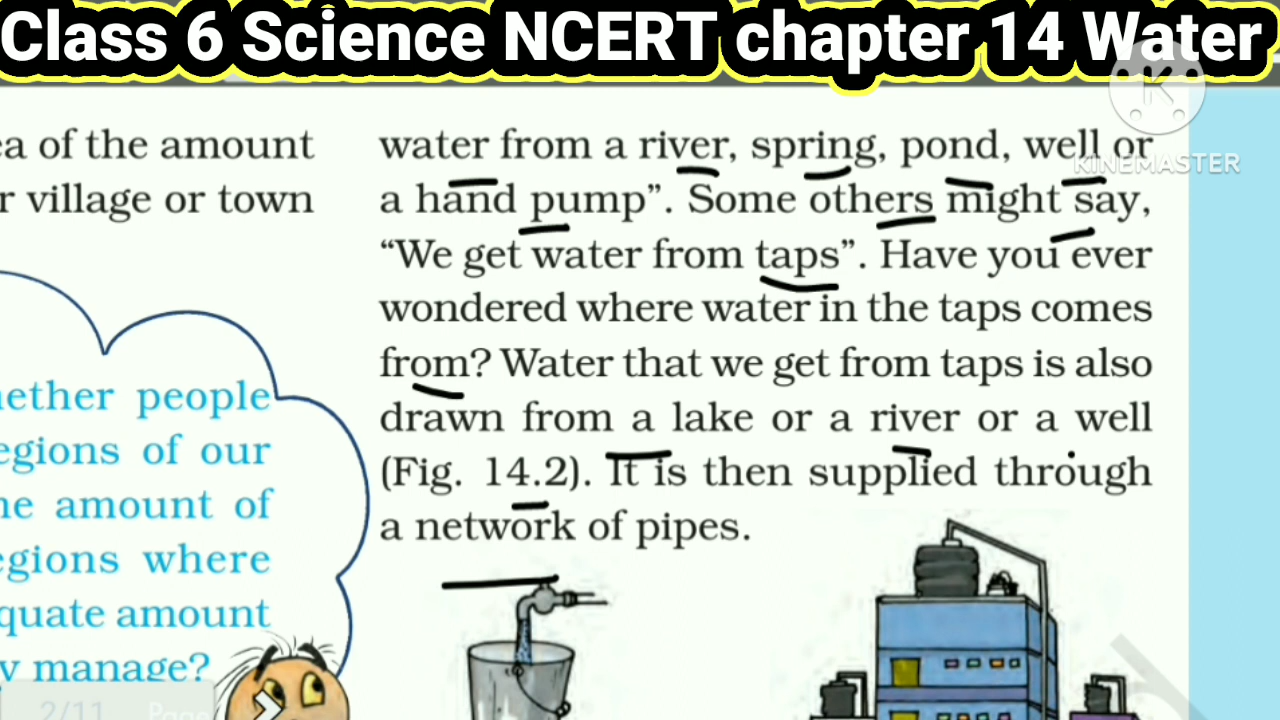 Class 6 Science NCERT chapter 14 Water
KINEMASTER
ea of the amount
r village or town
water from a river, spring, pond, well or
a hand pump”. Some others might say,
“We get water from taps”. Have you ever
wondered where water in the taps comes
from? Water that we get from taps is also
drawn from a lake or a river or a well
(Fig. 14.2). It is then supplied through
a network of pipes.
ether people
egions of our
e amount of
egions where
quate amount
y manage?
2/11 Page